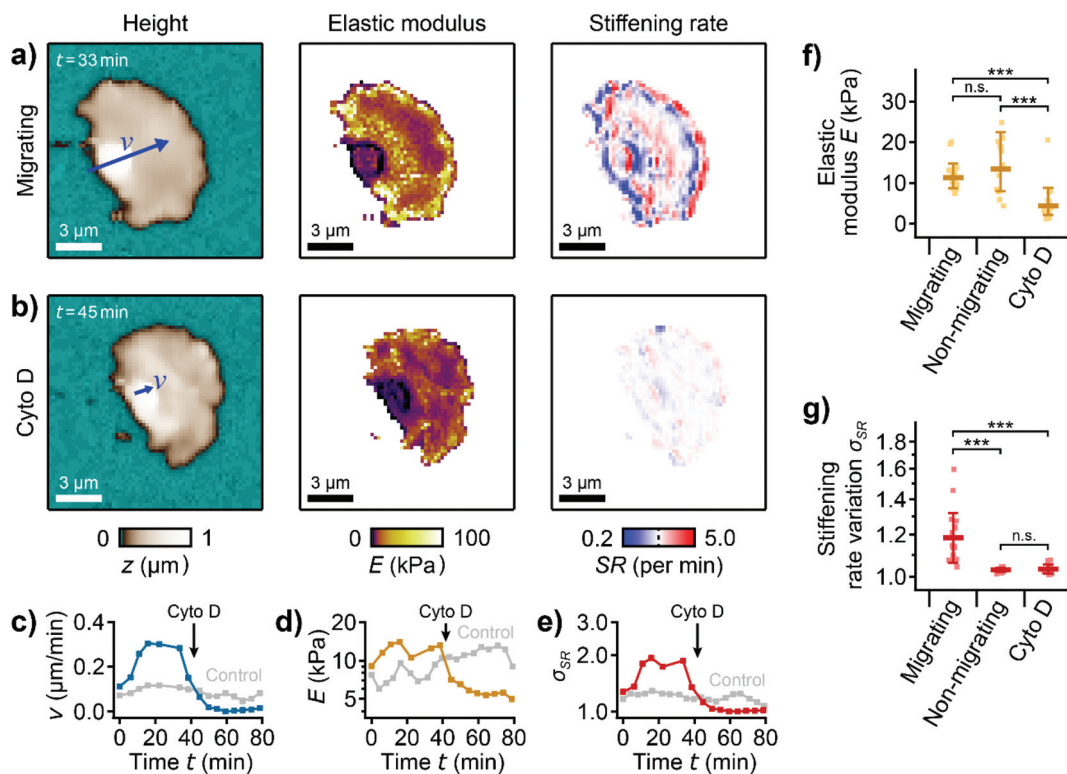 Height
Elastic modulus
Stiffening rate
a)
Migrating
t = 33 min
v
3 µm
3 µm
3 µm
b)
Cyto D
t = 45 min
v
3 µm
3 µm
3 µm
0 1
z (µm)
0 100
E (kPa)
0.2 5.0
SR (per min)
c)
v (µm/min)
0.4
0.2
0.0
Cyto D
Control
0 20 40 60 80
Time t (min)
d)
E (kPa)
20
10
5
Cyto D
Control
0 20 40 60 80
Time t (min)
e)
σSR
3.0
2.0
1.0
Cyto D
Control
0 20 40 60 80
Time t (min)
f)
Elastic
modulus E (kPa)
30
20
10
0
***
n.s.
***
Migrating
Non-migrating
Cyto D
g)
Stiffening
rate variation σSR
1.8
1.6
1.4
1.2
1.0
***
***
n.s.
Migrating
Non-migrating
Cyto D